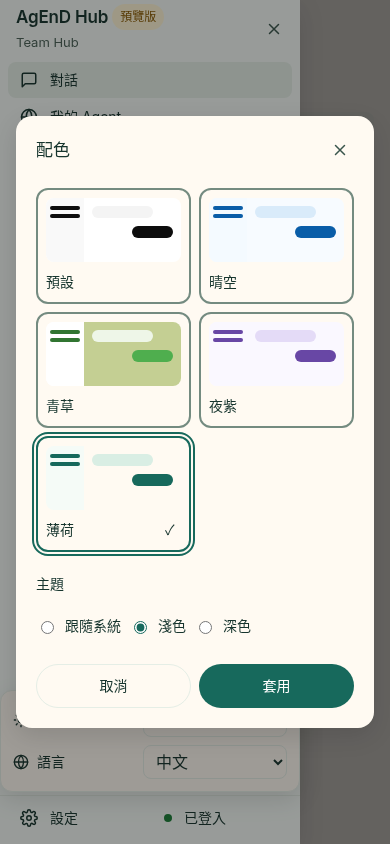 AgEnD Hub 預覽版
Team Hub
對話
我的 Agent
配色
預設
晴空
青草
夜紫
薄荷
主題
跟隨系統 淺色 深色
取消 套用
語言 中文
設定 已登入